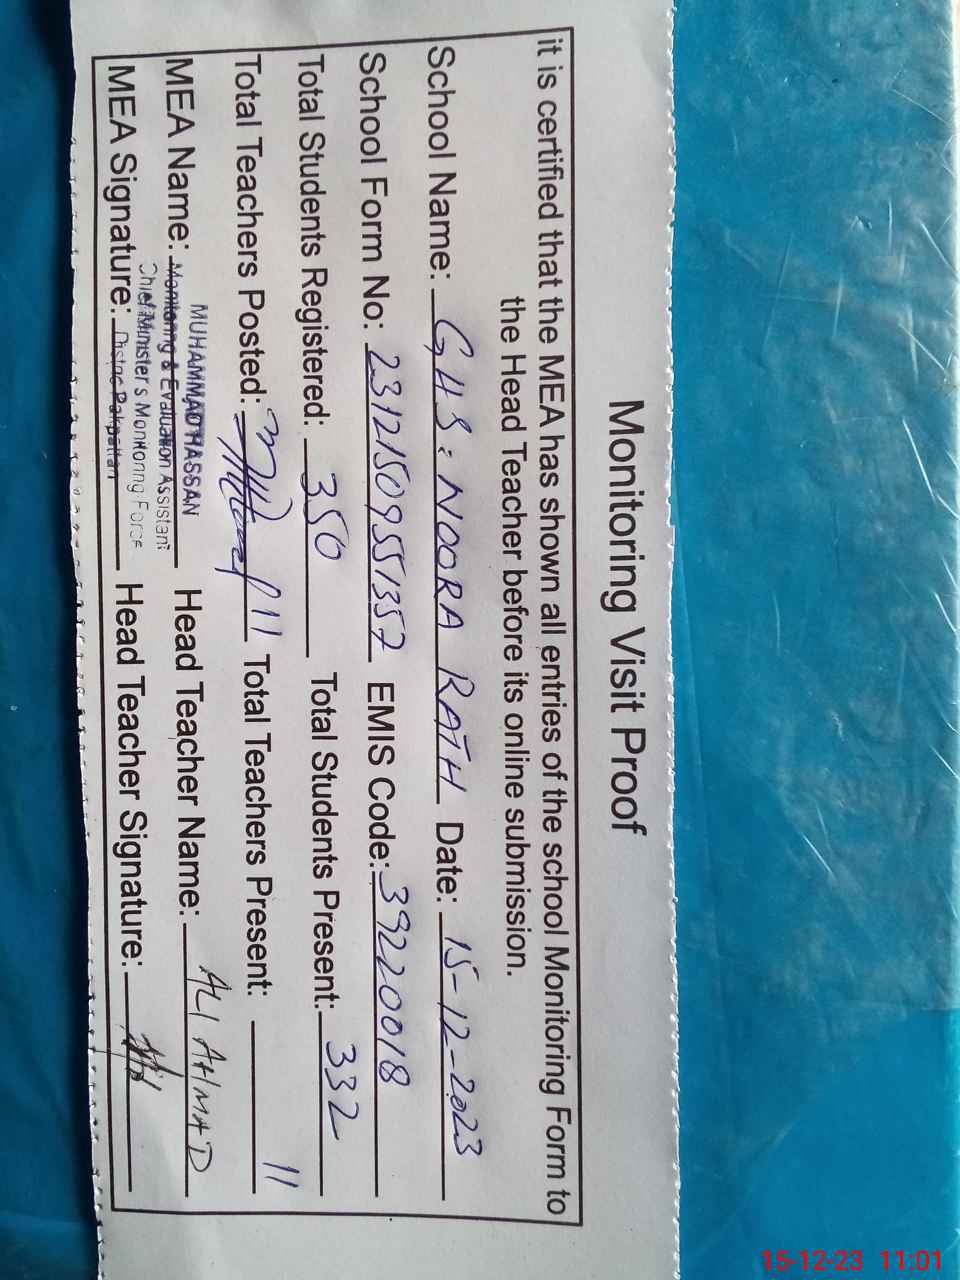 Monitoring Visit Proof
it is certified that the MEA has shown all entries of the school Monitoring Form to
the Head Teacher before its online submission.
School Name: GHS: NOORA RATH Date: 15-12-2023
School Form No: 23121509551357 EMIS Code: 39220018
Total Students Registered: 350 Total Students Present: 332
Total Teachers Posted: 11 Total Teachers Present: 11
MUHAMMAD HASSAN
MEA Name: Monitoring & Evaluation Assistant Head Teacher Name: ALI AHMAD
Chief Minister's Monitoring Force
MEA Signature: Pakpattan Head Teacher Signature:
15-12-23 11:01